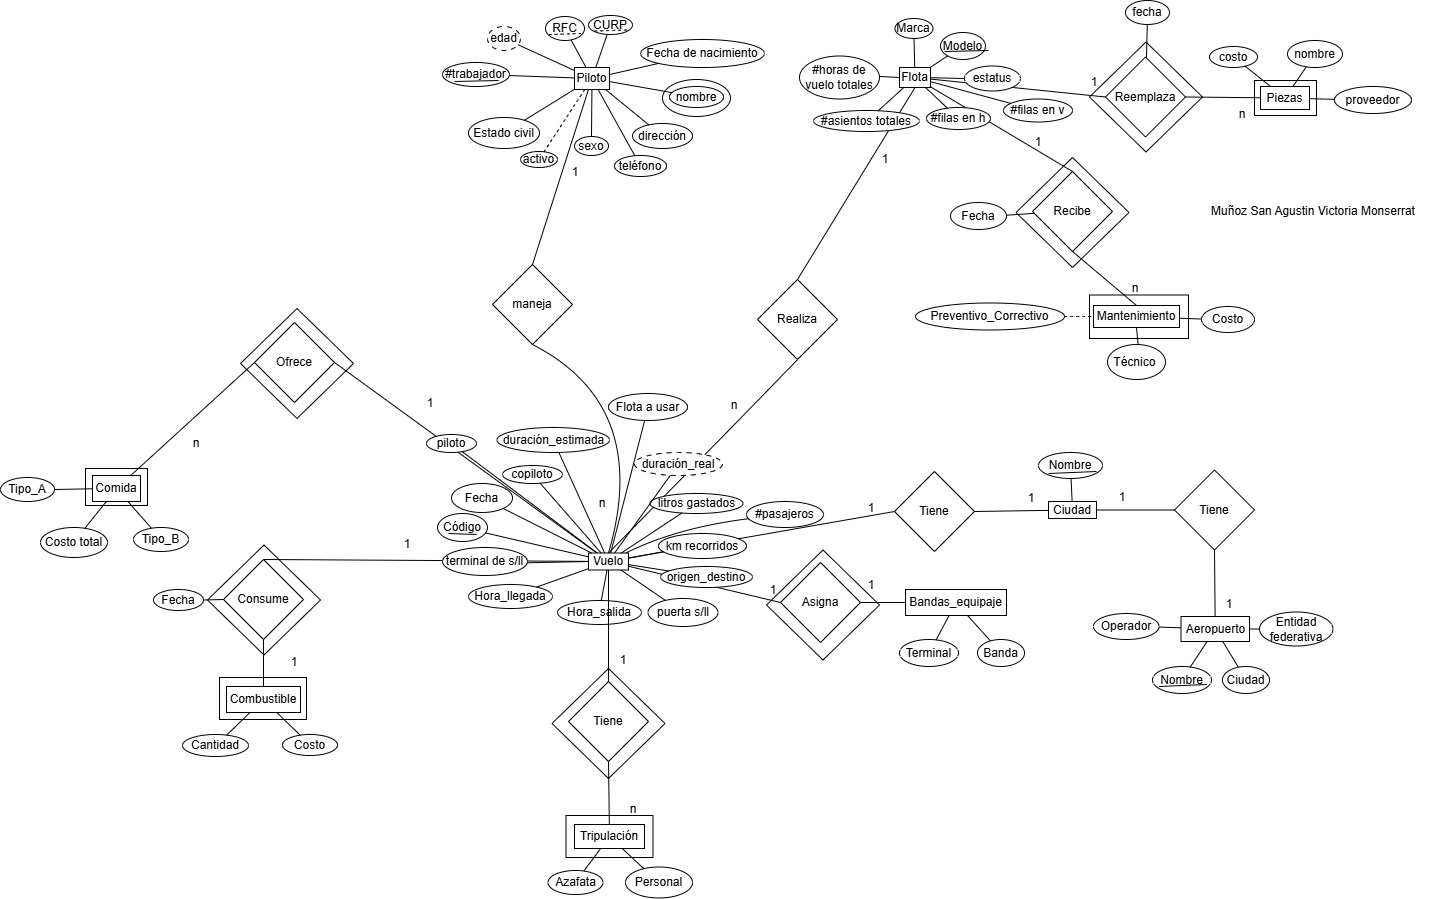 fecha
RFC
CURP
Marca
edad
Modelo
Fecha de nacimiento
costo
nombre
#trabajador
Piloto
#horas de
vuelo totales
Flota
estatus
nombre
1
Reemplaza
Piezas
proveedor
n
#filas en v
Estado civil
dirección
#asientos totales
#filas en h
activo
sexo
teléfono
1
1
1
Fecha
Recibe
Muñoz San Agustin Victoria Monserrat
maneja
Realiza
n
Preventivo_Correctivo
Mantenimiento
Costo
Técnico
Ofrece
1
n
Flota a usar
n
piloto
duración_estimada
duración_real
copiloto
Nombre
Tipo_A
Comida
Fecha
n
litros gastados
#pasajeros
1
Tiene
1
Ciudad
1
Tiene
Costo total
Tipo_B
Código
1
terminal de s/ll
Vuelo
km recorridos
origen_destino
Fecha
Consume
Hora_llegada
Hora_salida
puerta s/ll
1
Asigna
1
Bandas_equipaje
1
Operador
Aeropuerto
Entidad
federativa
Terminal
Banda
1
1
Nombre
Ciudad
Combustible
Tiene
Cantidad
Costo
n
Tripulación
Azafata
Personal